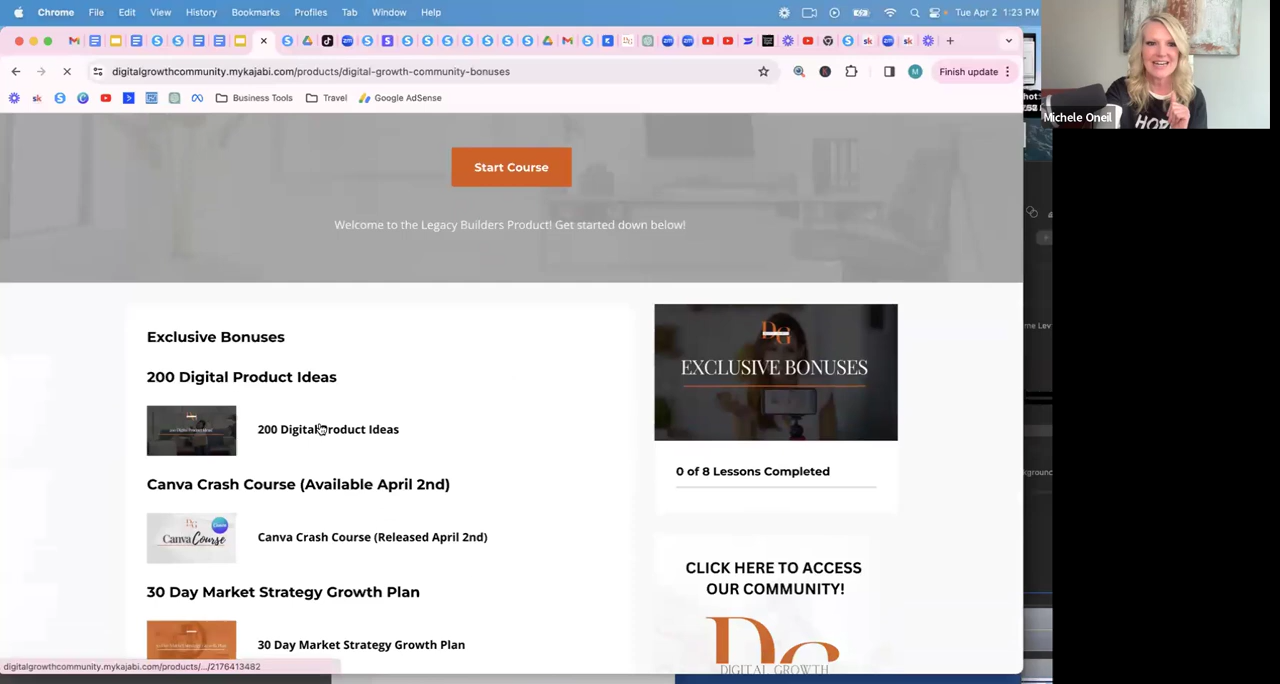 Chrome File Edit View History Bookmarks Profiles Tab Window Help Tue Apr 2 1:23 PM
digitalgrowthcommunity.mykajabi.com/products/digital-growth-community-bonuses
Finish update
Business Tools Travel Google AdSense
Michele Oneil
Start Course
Welcome to the Legacy Builders Product! Get started down below!
Exclusive Bonuses
200 Digital Product Ideas
200 Digital Product Ideas
Canva Crash Course (Available April 2nd)
DG
Canva
Canva Course
Canva Crash Course (Released April 2nd)
30 Day Market Strategy Growth Plan
30 Day Market Strategy Growth Plan
DG
EXCLUSIVE BONUSES
0 of 8 Lessons Completed
CLICK HERE TO ACCESS
OUR COMMUNITY!
DG
DIGITAL GROWTH
digitalgrowthcommunity.mykajabi.com/products/.../2176413482